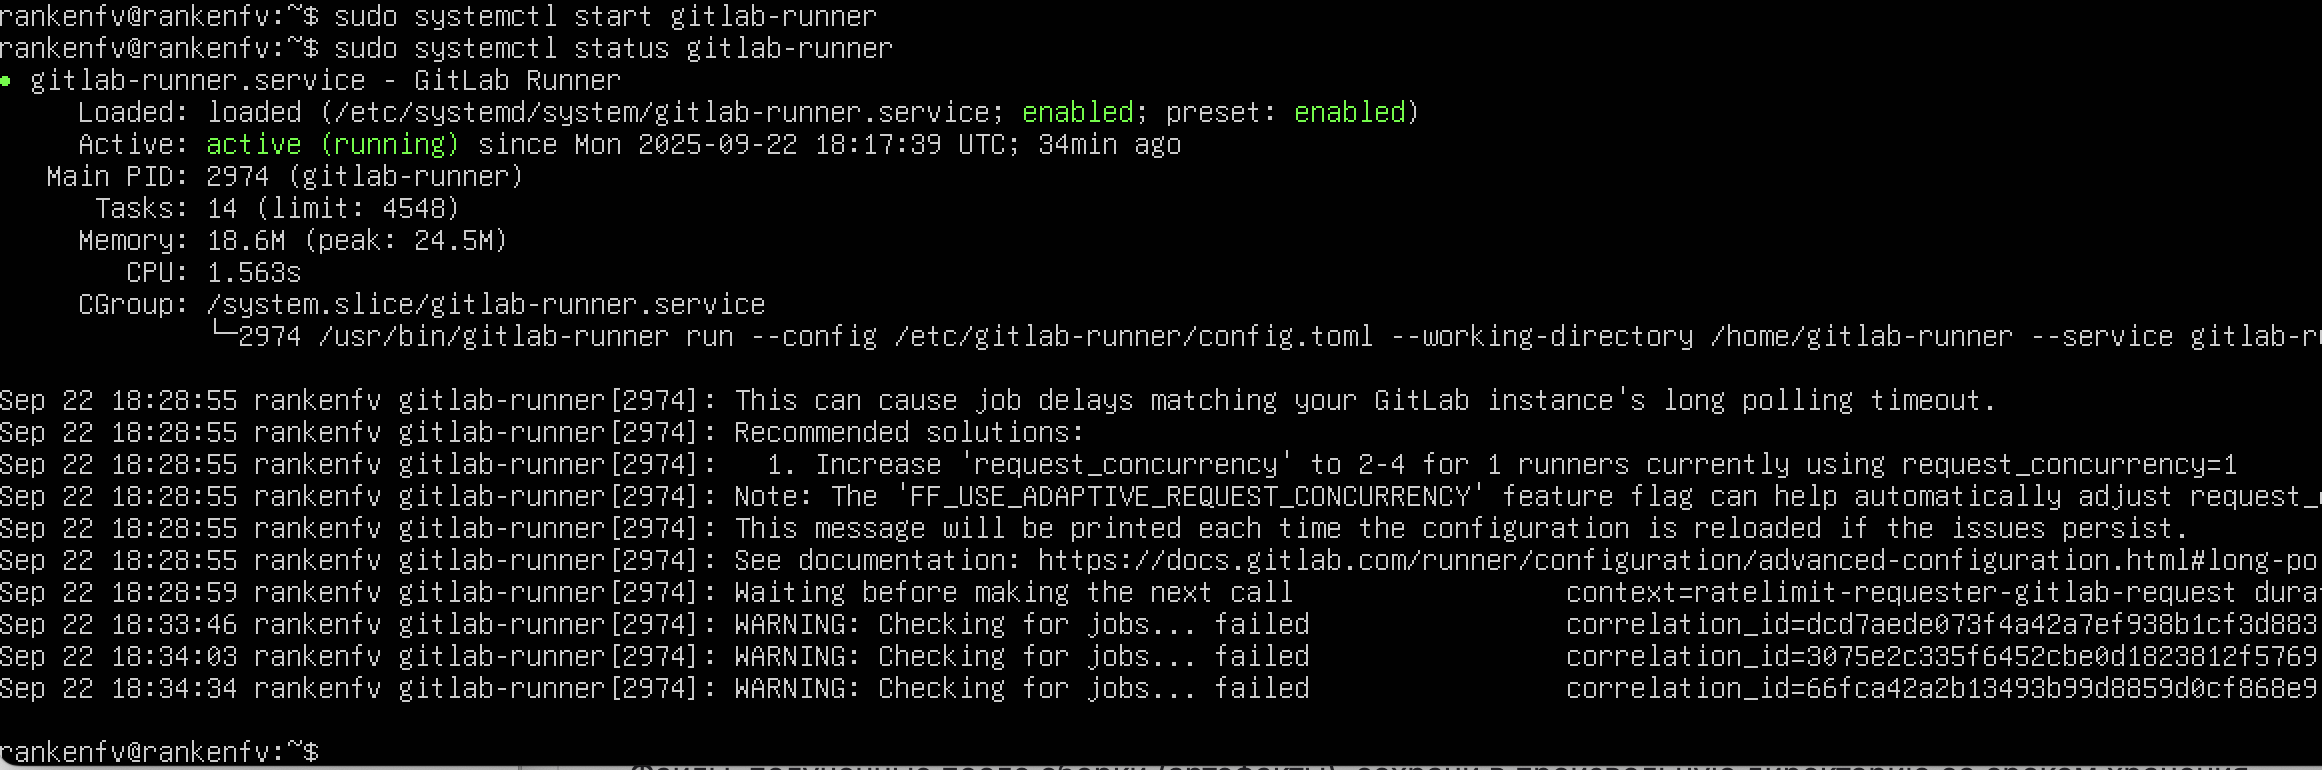 rankenfv@rankenfv:~$ sudo systemctl start gitlab-runner
rankenfv@rankenfv:~$ sudo systemctl status gitlab-runner
● gitlab-runner.service - GitLab Runner
     Loaded: loaded (/etc/systemd/system/gitlab-runner.service; enabled; preset: enabled)
     Active: active (running) since Mon 2025-09-22 18:17:39 UTC; 34min ago
   Main PID: 2974 (gitlab-runner)
      Tasks: 14 (limit: 4548)
     Memory: 18.6M (peak: 24.5M)
        CPU: 1.563s
     CGroup: /system.slice/gitlab-runner.service
             └─2974 /usr/bin/gitlab-runner run --config /etc/gitlab-runner/config.toml --working-directory /home/gitlab-runner --service gitlab-r
Sep 22 18:28:55 rankenfv gitlab-runner[2974]: This can cause job delays matching your GitLab instance's long polling timeout.
Sep 22 18:28:55 rankenfv gitlab-runner[2974]: Recommended solutions:
Sep 22 18:28:55 rankenfv gitlab-runner[2974]:   1. Increase 'request_concurrency' to 2-4 for 1 runners currently using request_concurrency=1
Sep 22 18:28:55 rankenfv gitlab-runner[2974]: Note: The 'FF_USE_ADAPTIVE_REQUEST_CONCURRENCY' feature flag can help automatically adjust request_
Sep 22 18:28:55 rankenfv gitlab-runner[2974]: This message will be printed each time the configuration is reloaded if the issues persist.
Sep 22 18:28:55 rankenfv gitlab-runner[2974]: See documentation: https://docs.gitlab.com/runner/configuration/advanced-configuration.html#long-po
Sep 22 18:28:59 rankenfv gitlab-runner[2974]: Waiting before making the next call                 context=ratelimit-requester-gitlab-request dura
Sep 22 18:33:46 rankenfv gitlab-runner[2974]: WARNING: Checking for jobs... failed                correlation_id=dcd7aede073f4a42a7ef938b1cf3d883
Sep 22 18:34:03 rankenfv gitlab-runner[2974]: WARNING: Checking for jobs... failed                correlation_id=3075e2c335f6452cbe0d1823812f5769
Sep 22 18:34:34 rankenfv gitlab-runner[2974]: WARNING: Checking for jobs... failed                correlation_id=66fca42a2b13493b99d8859d0cf868e9
rankenfv@rankenfv:~$